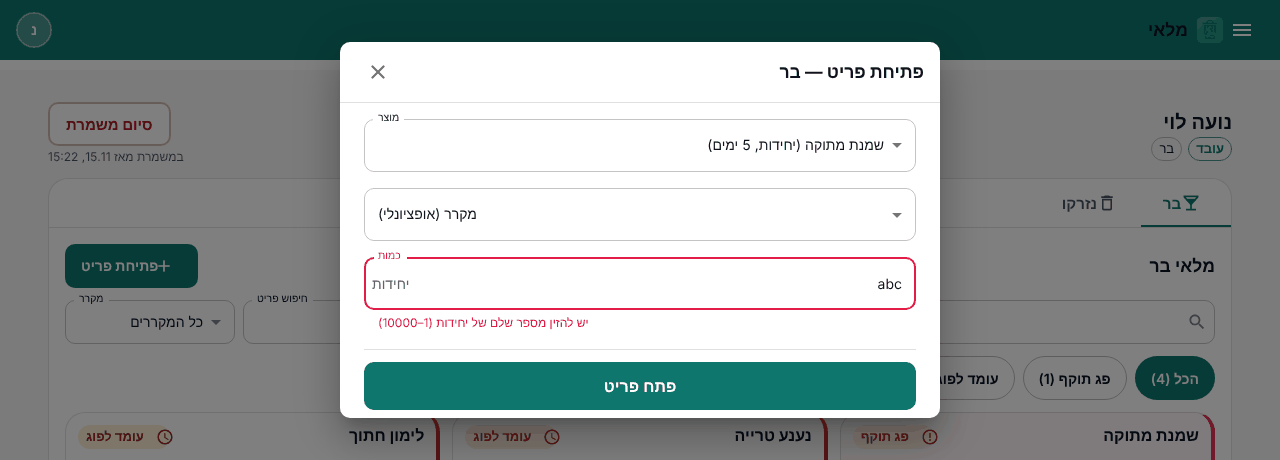 מלאי
נ
נועה לוי
עובד
בר
סיום משמרת
במשמרת מאז 15.11, 15:22
בר
נזרקו
מלאי בר
פתיחת פריט
חיפוש פריט
מקרר
כל המקררים
הכל (4)
פג תוקף (1)
עומד לפוג
שמנת מתוקה
פג תוקף
נענע טרייה
עומד לפוג
לימון חתוך
עומד לפוג
פתיחת פריט — בר
מוצר
שמנת מתוקה (יחידות, 5 ימים)
מקרר (אופציונלי)
כמות
abc
יחידות
יש להזין מספר שלם של יחידות (1–10000)
פתח פריט